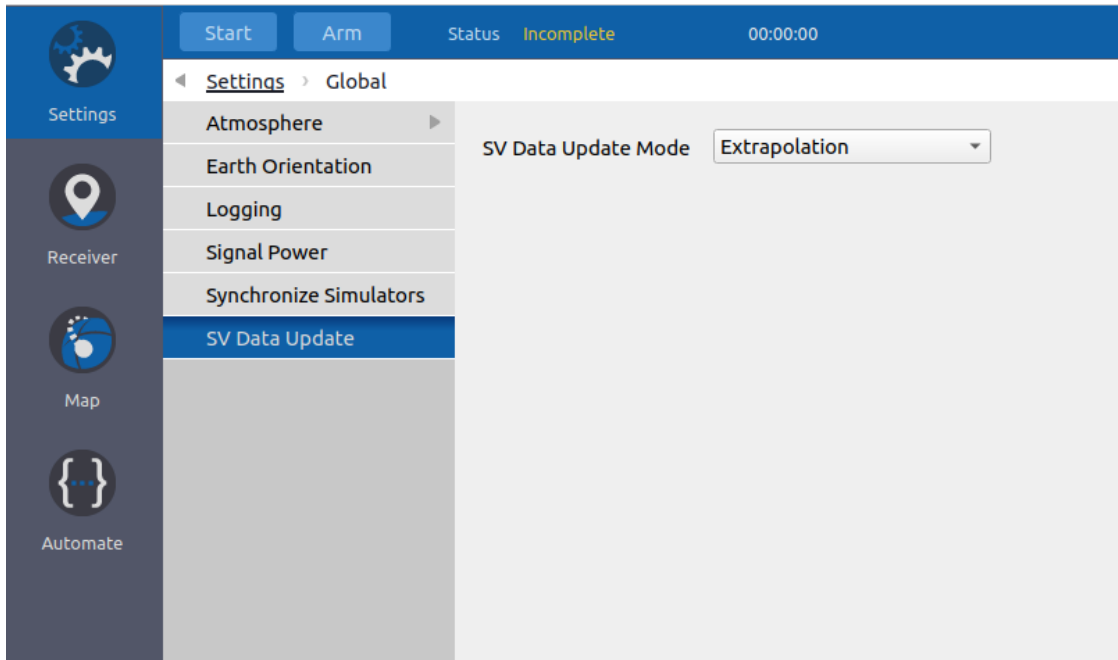 Start Arm Status Incomplete 00:00:00
Settings › Global
Settings
Receiver
Map
Automate
Atmosphere
Earth Orientation
Logging
Signal Power
Synchronize Simulators
SV Data Update
SV Data Update Mode Extrapolation